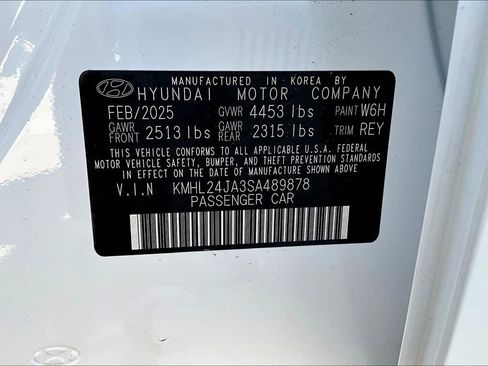 MANUFACTURED IN KOREA BY
HYUNDAI MOTOR COMPANY
FEB/2025 GVWR 4453 lbs PAINT W6H
GAWR FRONT 2513 lbs GAWR REAR 2315 lbs TRIM REY
THIS VEHICLE CONFORMS TO ALL APPLICABLE U.S.A. FEDERAL
MOTOR VEHICLE SAFETY, BUMPER, AND THEFT PREVENTION STANDARDS
IN EFFECT ON THE DATE OF MANUFACTURE SHOWN ABOVE.
V.I.N KMHL24JA3SA489878
PASSENGER CAR